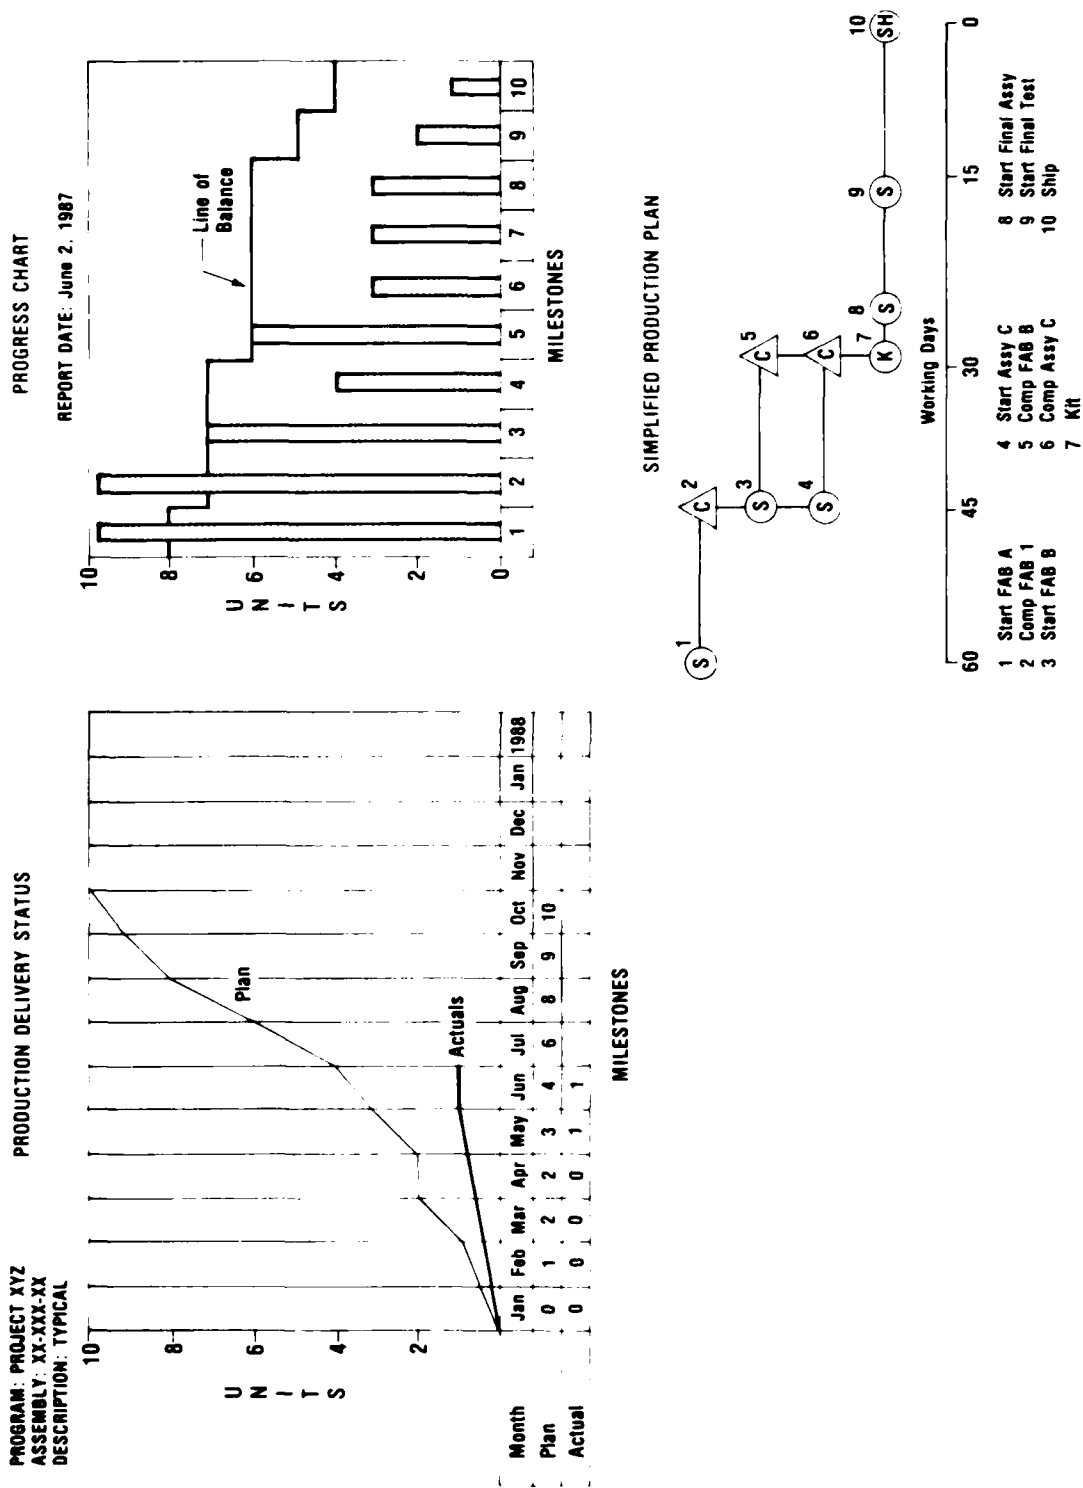 PROGRAM: PROJECT XYZ
ASSEMBLY: XX-XXX-XX
DESCRIPTION: TYPICAL
PRODUCTION DELIVERY STATUS
10
8
6
4
2
UNITS
Plan
Actuals
Month Jan Feb Mar Apr May Jun Jul Aug Sep Oct Nov Dec Jan 1988
Plan 0 1 2 2 3 4 6 8 9 10
Actual 0 0 0 0 1 1
MILESTONES
PROGRESS CHART
REPORT DATE: June 2, 1987
10
8
6
4
2
0
UNITS
Line of
Balance
1 2 3 4 5 6 7 8 9 10
MILESTONES
SIMPLIFIED PRODUCTION PLAN
S 1
C 2
S 3
S 4
C 5
C 6
K 7
S 8
S 9
SH 10
Working Days
60 45 30 15 0
1 Start FAB A
2 Comp FAB 1
3 Start FAB B
4 Start Assy C
5 Comp FAB B
6 Comp Assy C
7 Kit
8 Start Final Assy
9 Start Final Test
10 Ship